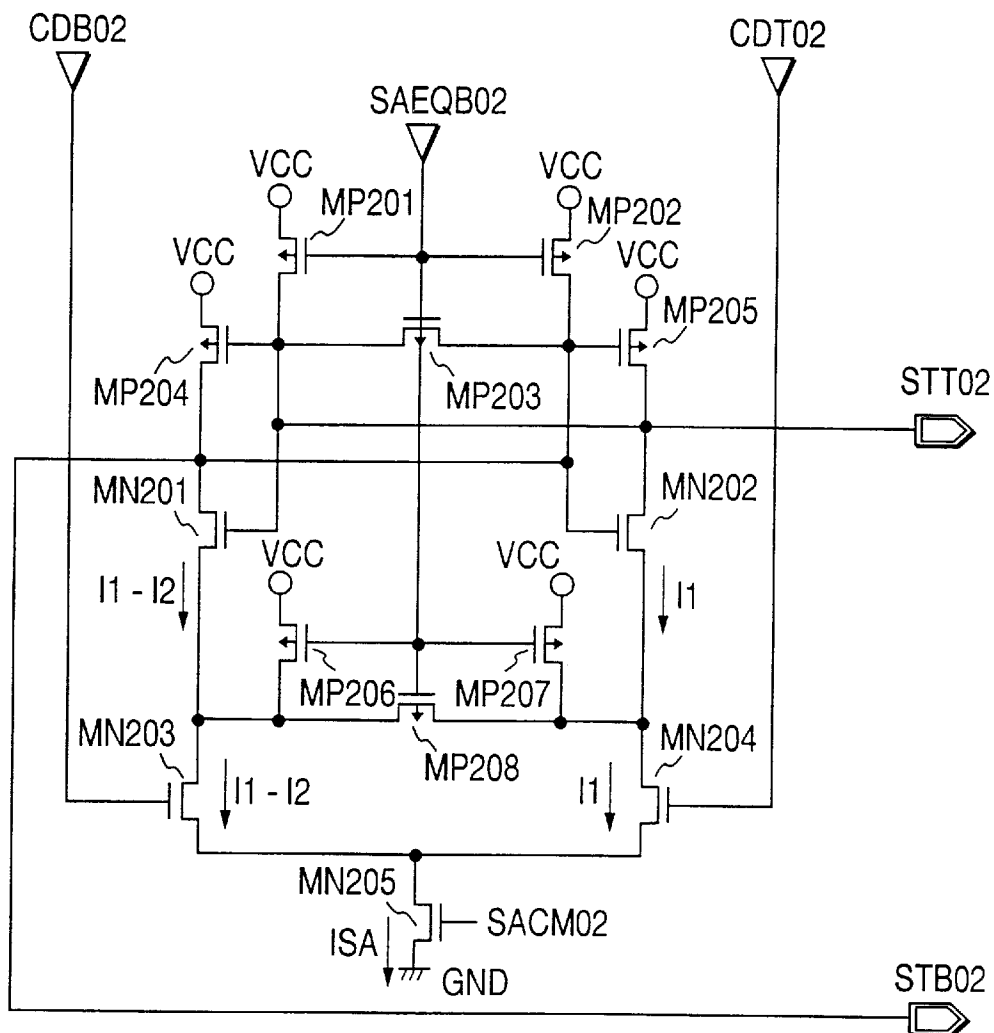 CDB02
CDT02
SAEQB02
VCC
MP201
VCC
MP202
VCC
VCC
MP205
MP204
MP203
STT02
MN201
MN202
VCC
VCC
I1 - I2
I1
MP206
MP207
MN203
MN204
MP208
I1 - I2
I1
MN205
SACM02
ISA
GND
STB02